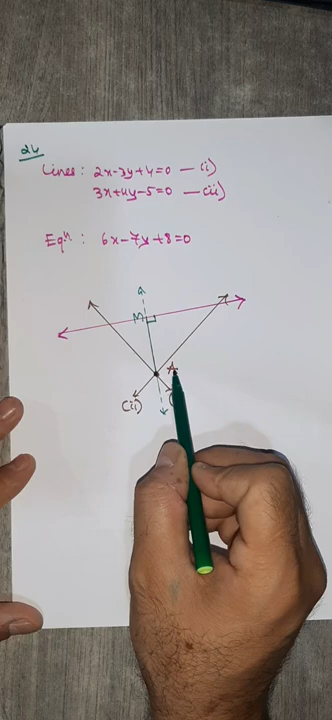 24
Lines: 2x-3y+4=0 — (i)
3x+4y-5=0 — (ii)
Eqⁿ : 6x-7y+8=0
M
A
(ii)